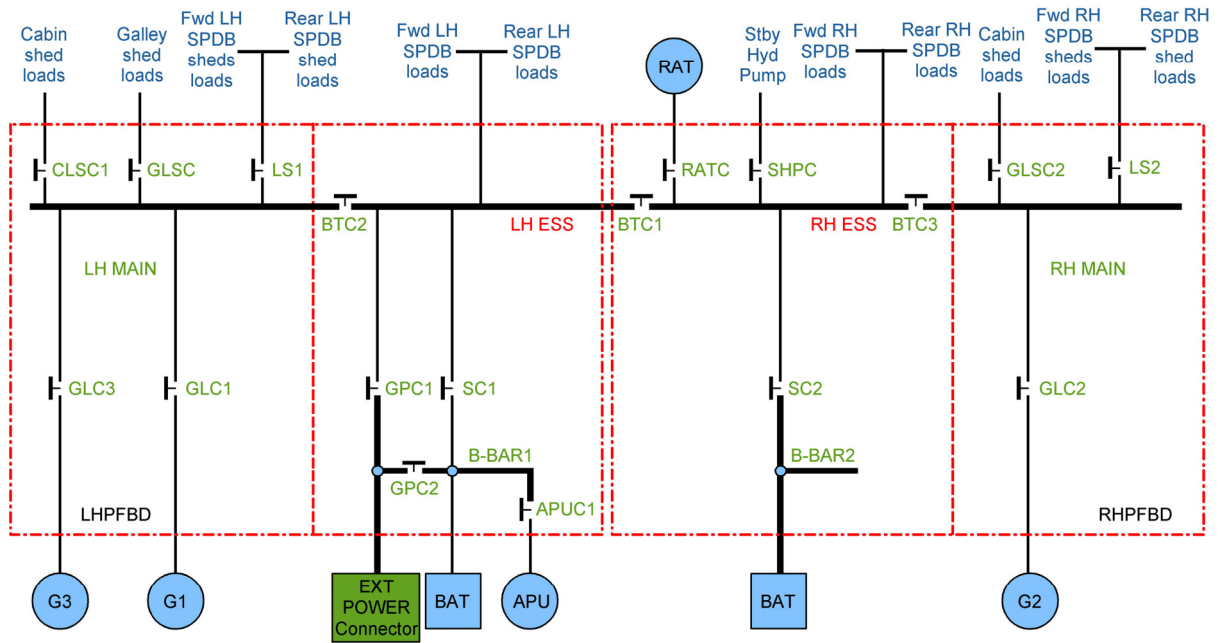 Cabin
shed
loads
Galley
shed
loads
Fwd LH
SPDB
sheds
loads
Rear LH
SPDB
shed
loads
Fwd LH
SPDB
loads
Rear LH
SPDB
loads
RAT
Stby
Hyd
Pump
Fwd RH
SPDB
loads
Rear RH
SPDB
loads
Cabin
shed
loads
Fwd RH
SPDB
sheds
loads
Rear RH
SPDB
shed
loads
CLSC1
GLSC
LS1
RATC
SHPC
GLSC2
LS2
BTC2
LH ESS
BTC1
RH ESS
BTC3
LH MAIN
RH MAIN
GLC3
GLC1
GPC1
SC1
SC2
GLC2
B-BAR1
B-BAR2
GPC2
APUC1
LHPFBD
RHPFBD
G3
G1
EXT
POWER
Connector
BAT
APU
BAT
G2